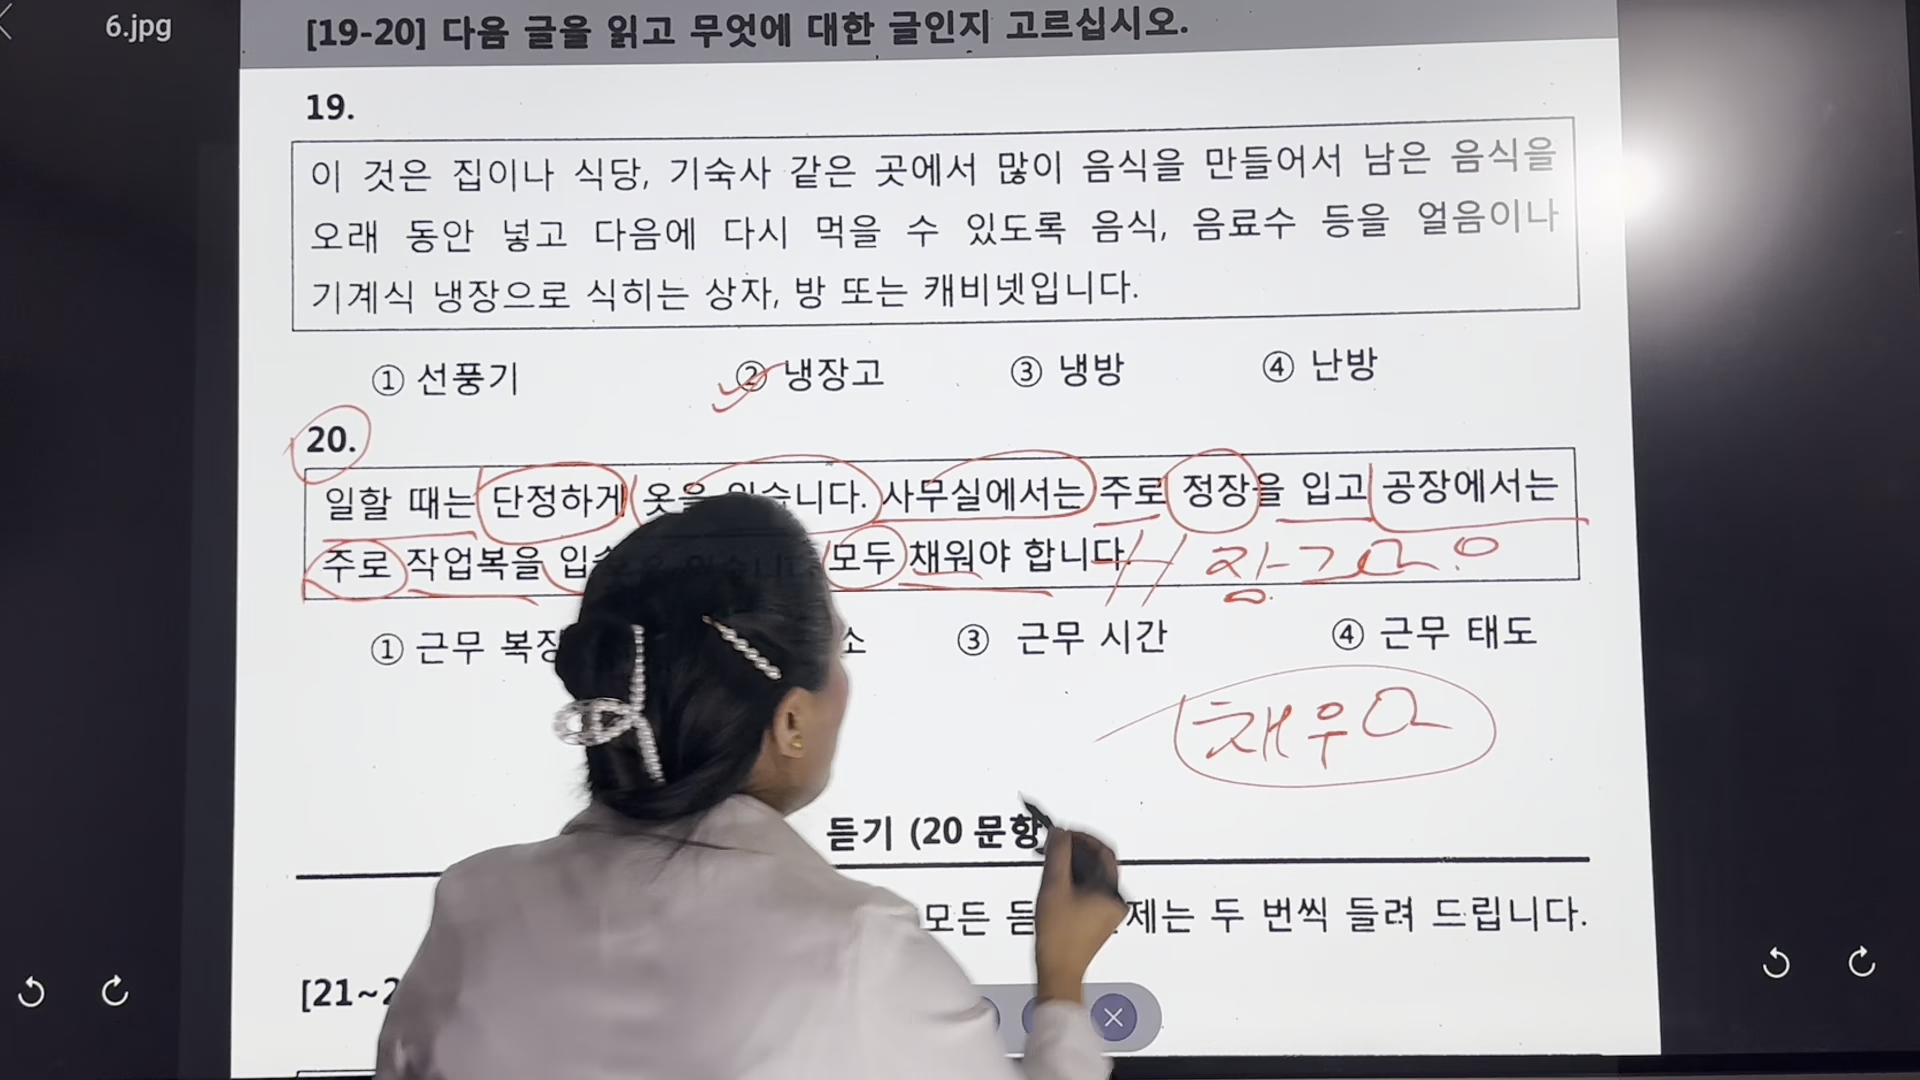 6.jpg
[19-20] 다음 글을 읽고 무엇에 대한 글인지 고르십시오.
19.
이 것은 집이나 식당, 기숙사 같은 곳에서 많이 음식을 만들어서 남은 음식을
오래 동안 넣고 다음에 다시 먹을 수 있도록 음식, 음료수 등을 얼음이나
기계식 냉장으로 식히는 상자, 방 또는 캐비넷입니다.
① 선풍기 ② 냉장고 ③ 냉방 ④ 난방
20.
일할 때는 단정하게 옷을 입습니다. 사무실에서는 주로 정장을 입고 공장에서는
주로 작업복을 모두 채워야 합니다.
① 근무 복장 ③ 근무 시간 ④ 근무 태도
채우다
듣기 (20 문항)
모든 두 번씩 들려 드립니다.
[21~2